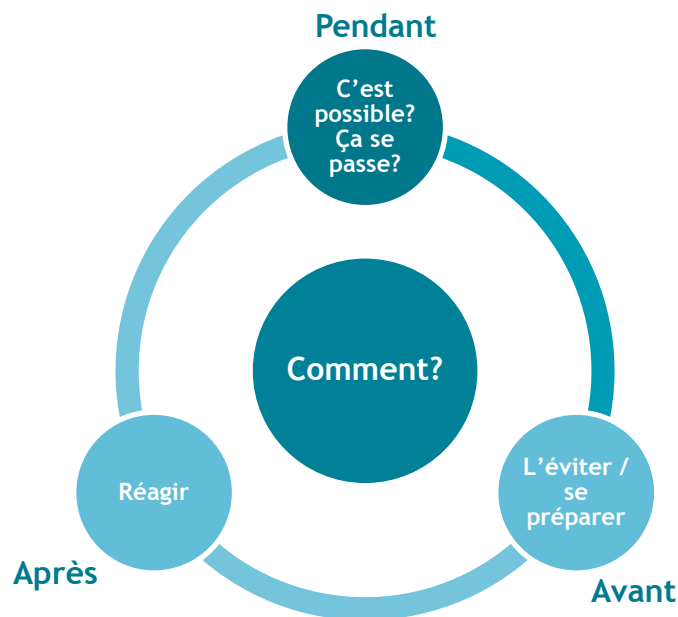 Pendant
C’est
possible?
Ça se
passe?
Comment?
Réagir
L’éviter /
se
préparer
Après
Avant